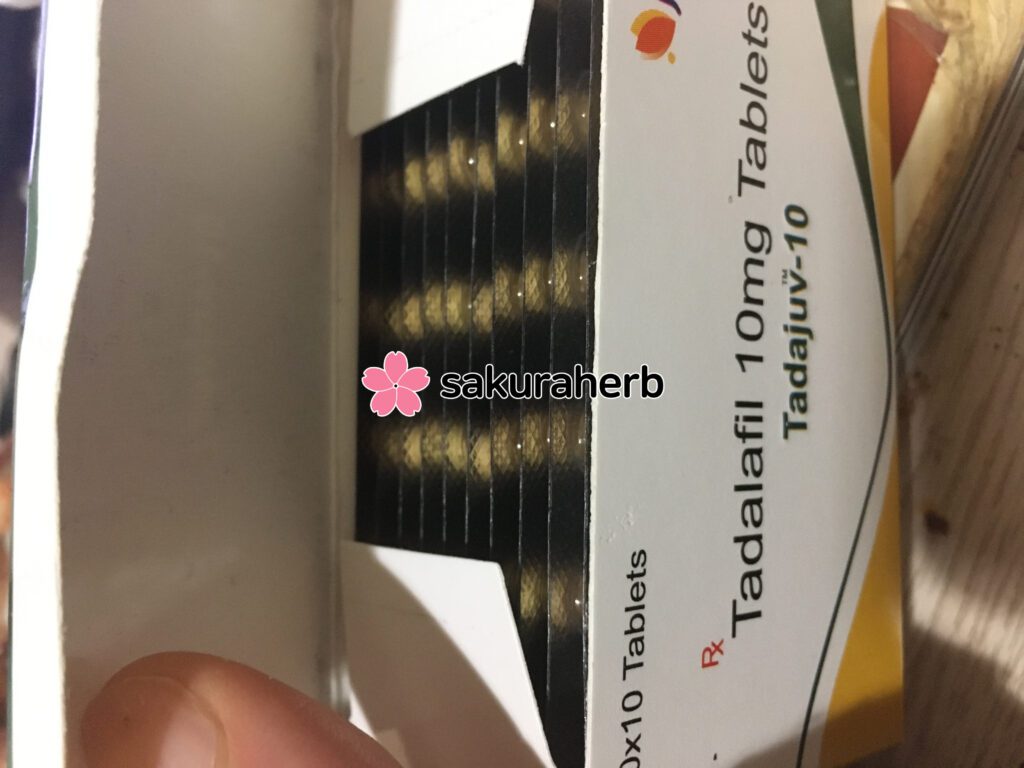 Rx
Tadalafil 10mg Tablets
Tadajuv™-10
0x10 Tablets
sakuraherb